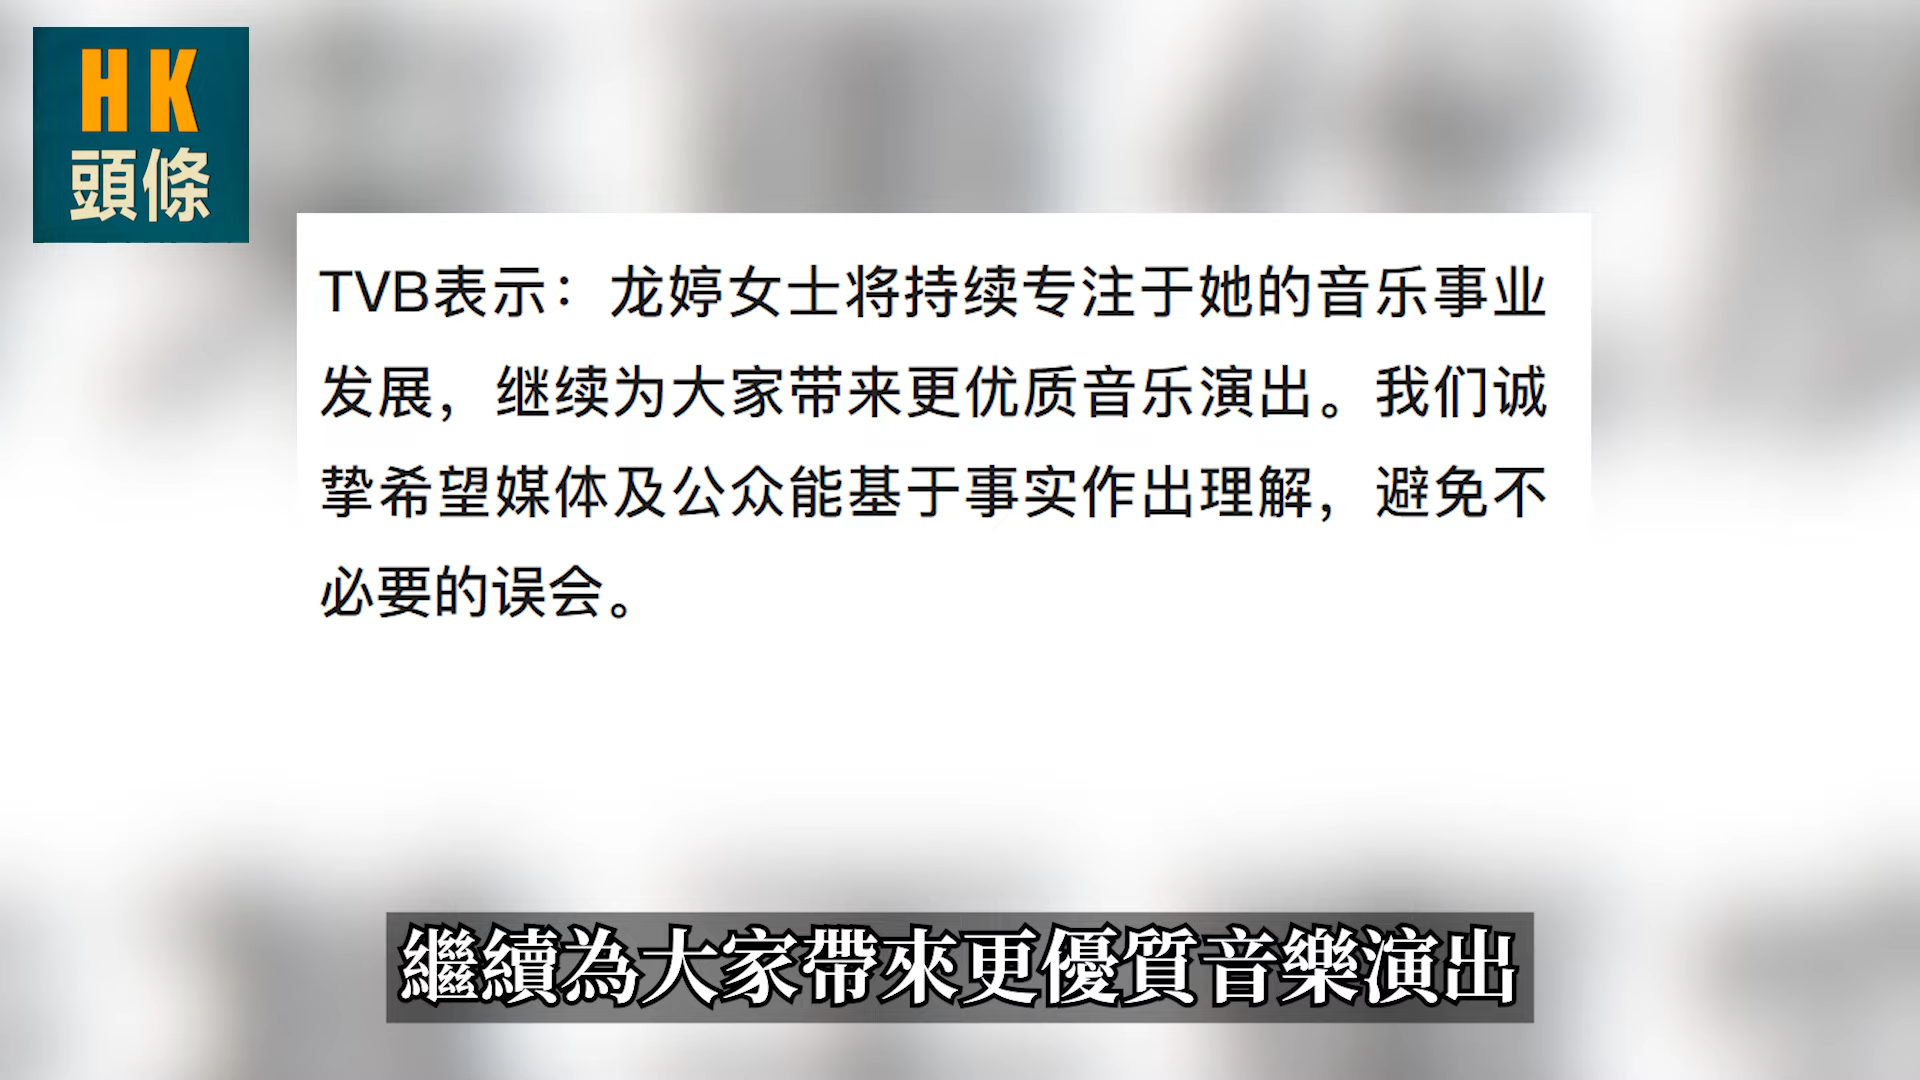 HK
頭條
TVB表示：龙婷女士将持续专注于她的音乐事业
发展，继续为大家带来更优质音乐演出。我们诚
挚希望媒体及公众能基于事实作出理解，避免不
必要的误会。
繼續為大家帶來更優質音樂演出